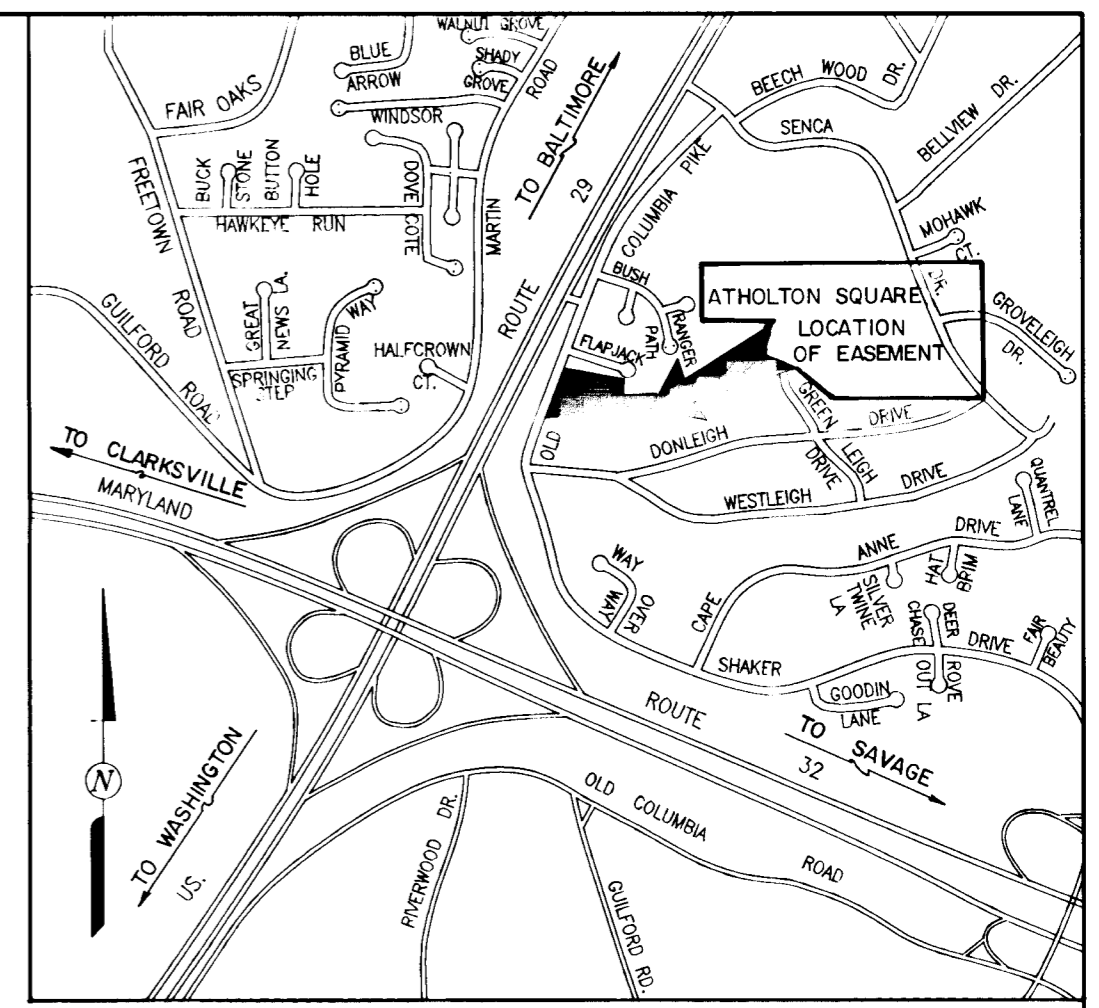 WALNUT GROVE
BLUE
ARROW
SHADY
GROVE
ROAD
FAIR OAKS
WINDSOR
TO BALTIMORE
29
BEECH WOOD DR.
SENCA
BELLVIEW DR.
FREETOWN
ROAD
BUCK
STONE
BUTTON
HOLE
HAWKEYE RUN
DOVE
COTE
MARTIN
COLUMBIA PIKE
MOHAWK
CT.
DR.
GUILFORD
ROAD
GREAT
NEWS LA.
PYRAMID WAY
HALFCROWN
CT.
SPRINGING
STEP
ROUTE
BUSH
RANGER
PATH
FLAPJACK
ATHOLTON SQUARE
LOCATION
OF EASEMENT
GROVELEIGH
DR.
TO CLARKSVILLE
MARYLAND
OLD
DONLEIGH
DRIVE
GREEN
LEIGH
DRIVE
WESTLEIGH
DRIVE
QUANTREL
LANE
WAY
OVER
WAY
CAPE
ANNE
DRIVE
SILVER
TWINE
LA
HAT
BRIM
DEER
CHASE
SHAKER
DRIVE
FAIR
BEAUTY
ROVE
OUT LA
GOODIN
LANE
ROUTE
TO SAVAGE
32
N
TO WASHINGTON
US.
OLD COLUMBIA
ROAD
RIVERWOOD DR.
GUILFORD RD.